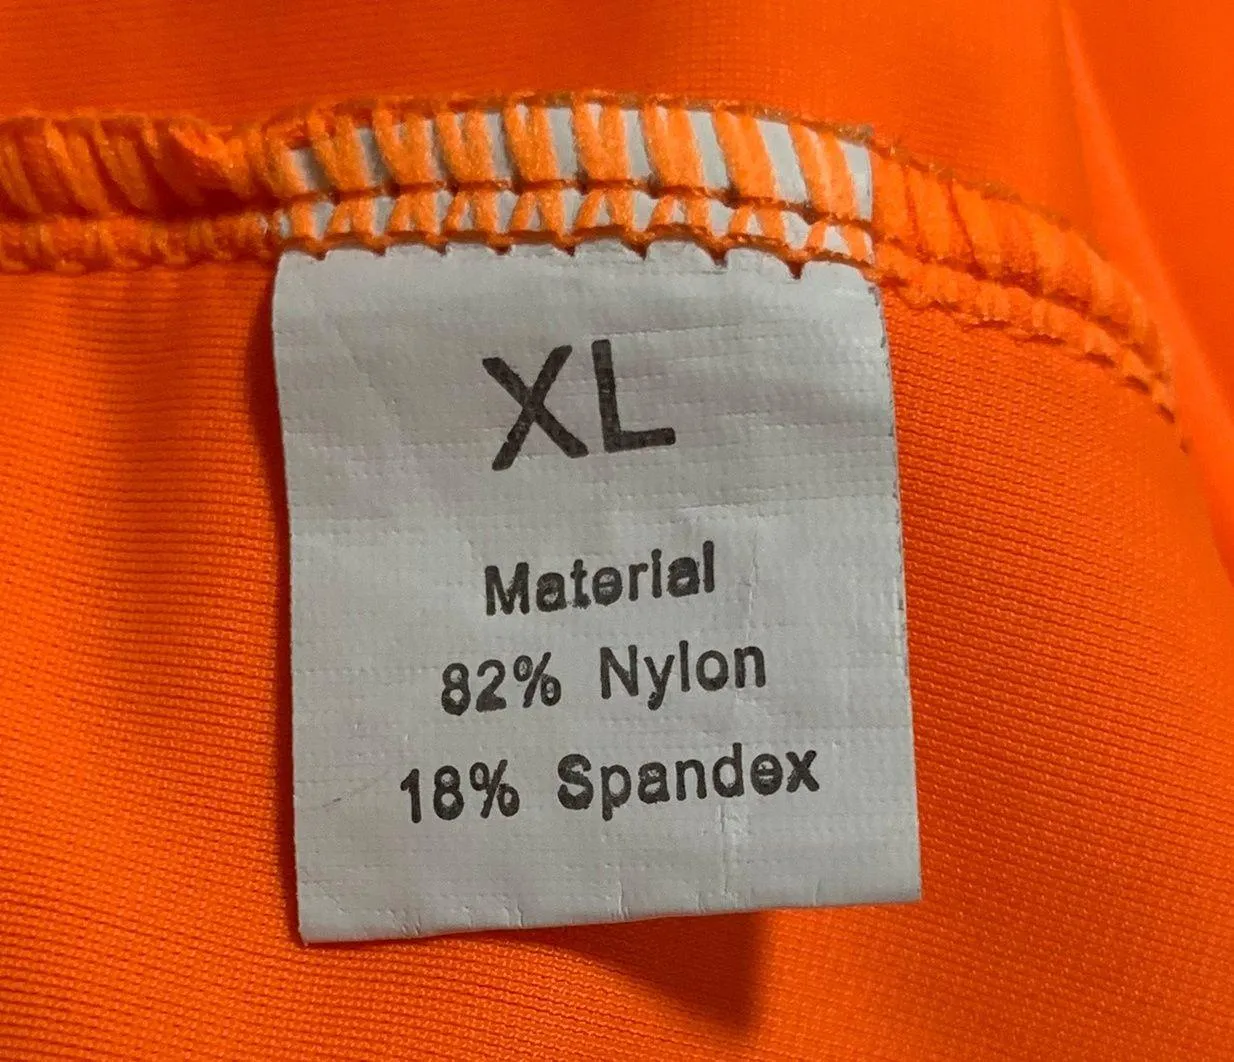 XL
Material
82% Nylon
18% Spandex